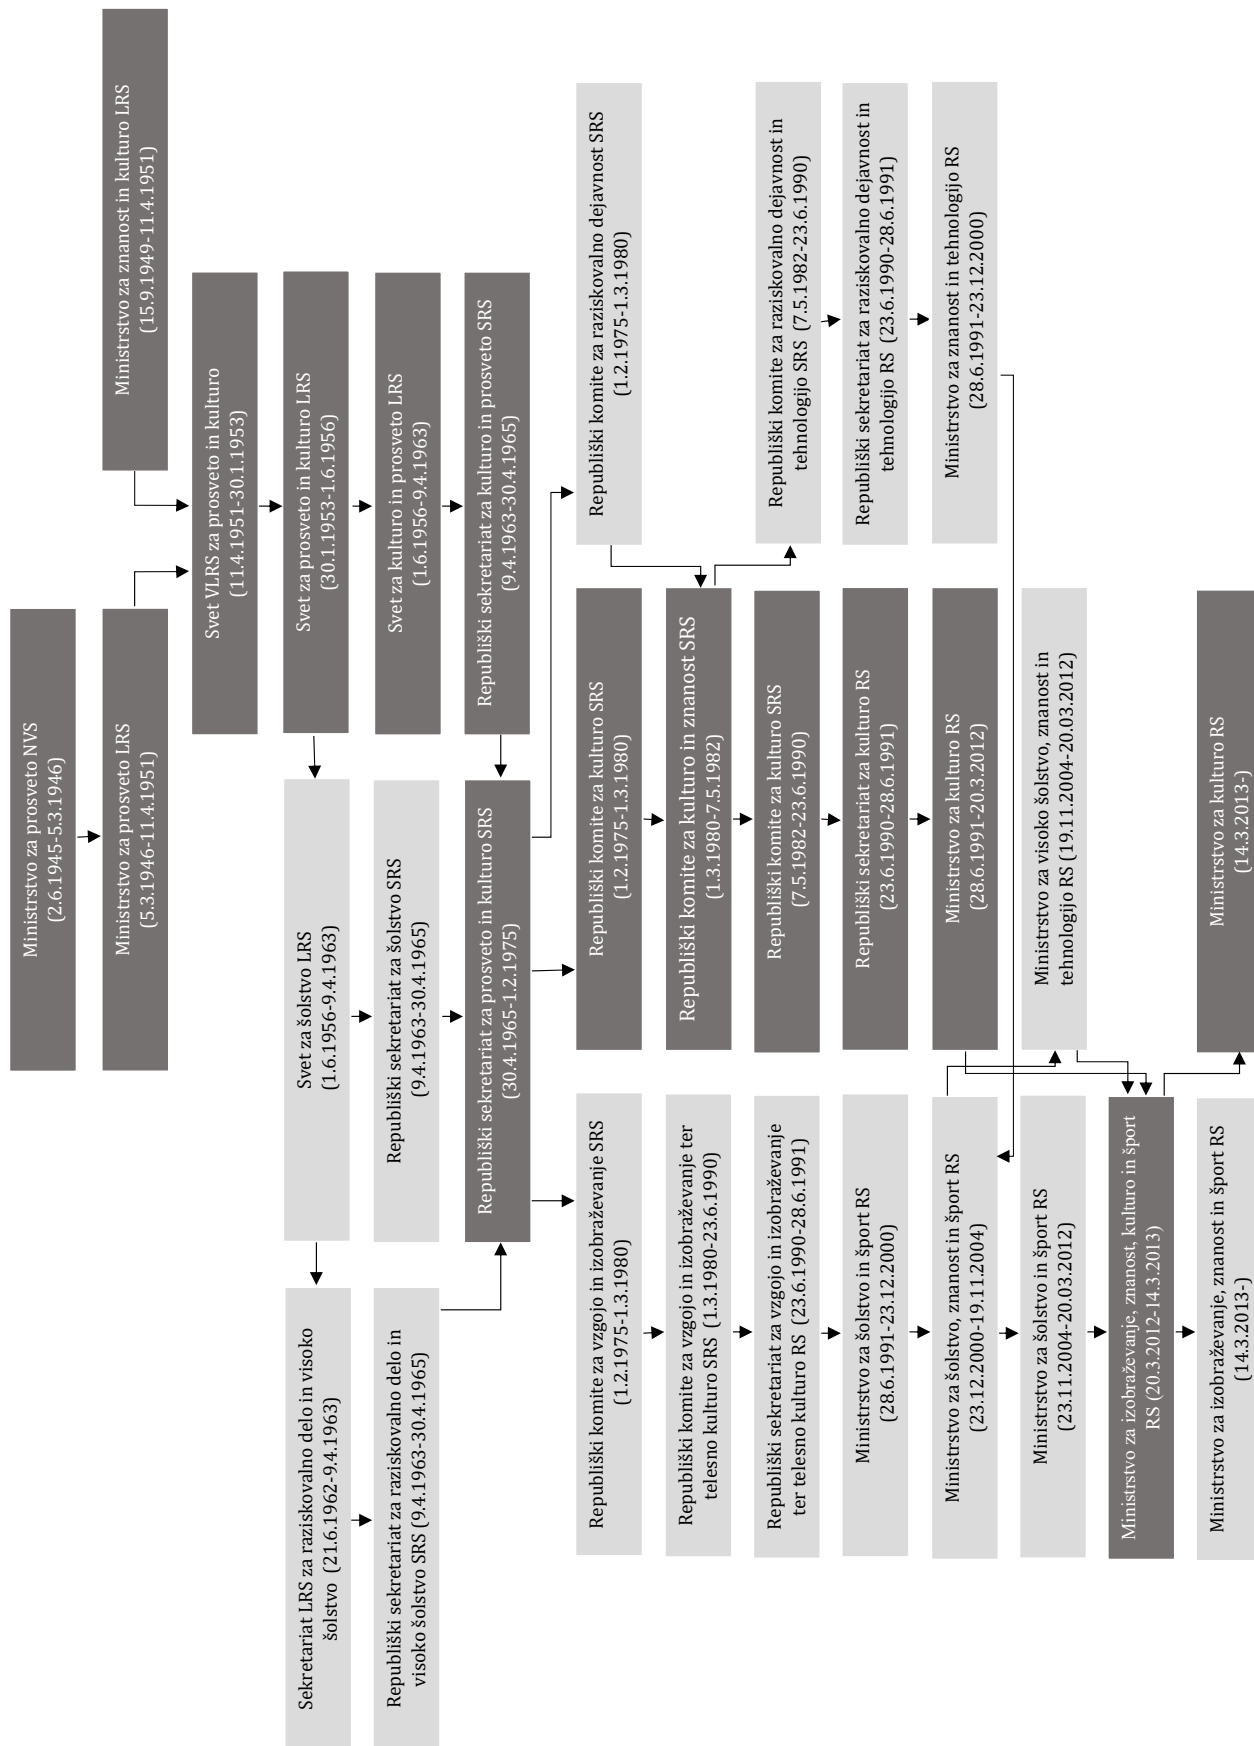 Ministrstvo za prosveto NVS
(2.6.1945-5.3.1946)
Ministrstvo za prosveto LRS
(5.3.1946-11.4.1951)
Ministrstvo za znanost in kulturo LRS
(15.9.1949-11.4.1951)
Svet VLRS za prosveto in kulturo
(11.4.1951-30.1.1953)
Sekretariat LRS za raziskovalno delo in visoko
šolstvo (21.6.1962-9.4.1963)
Svet za šolstvo LRS
(1.6.1956-9.4.1963)
Svet za prosveto in kulturo LRS
(30.1.1953-1.6.1956)
Republiški sekretariat za raziskovalno delo in
visoko šolstvo SRS (9.4.1963-30.4.1965)
Republiški sekretariat za šolstvo SRS
(9.4.1963-30.4.1965)
Svet za kulturo in prosveto LRS
(1.6.1956-9.4.1963)
Republiški sekretariat za prosveto in kulturo SRS
(30.4.1965-1.2.1975)
Republiški sekretariat za kulturo in prosveto SRS
(9.4.1963-30.4.1965)
Republiški komite za vzgojo in izobraževanje SRS
(1.2.1975-1.3.1980)
Republiški komite za kulturo SRS
(1.2.1975-1.3.1980)
Republiški komite za raziskovalno dejavnost SRS
(1.2.1975-1.3.1980)
Republiški komite za vzgojo in izobraževanje ter
telesno kulturo SRS (1.3.1980-23.6.1990)
Republiški komite za kulturo in znanost SRS
(1.3.1980-7.5.1982)
Republiški sekretariat za vzgojo in izobraževanje
ter telesno kulturo RS (23.6.1990-28.6.1991)
Republiški komite za kulturo SRS
(7.5.1982-23.6.1990)
Republiški komite za raziskovalno dejavnost in
tehnologijo SRS (7.5.1982-23.6.1990)
Ministrstvo za šolstvo in šport RS
(28.6.1991-23.12.2000)
Republiški sekretariat za kulturo RS
(23.6.1990-28.6.1991)
Republiški sekretariat za raziskovalno dejavnost in
tehnologijo RS (23.6.1990-28.6.1991)
Ministrstvo za šolstvo, znanost in šport RS
(23.12.2000-19.11.2004)
Ministrstvo za kulturo RS
(28.6.1991-20.3.2012)
Ministrstvo za znanost in tehnologijo RS
(28.6.1991-23.12.2000)
Ministrstvo za šolstvo in šport RS
(23.11.2004-20.03.2012)
Ministrstvo za visoko šolstvo, znanost in
tehnologijo RS (19.11.2004-20.03.2012)
Ministrstvo za izobraževanje, znanost, kulturo in šport
RS (20.3.2012-14.3.2013)
Ministrstvo za izobraževanje, znanost in šport RS
(14.3.2013-)
Ministrstvo za kulturo RS
(14.3.2013-)